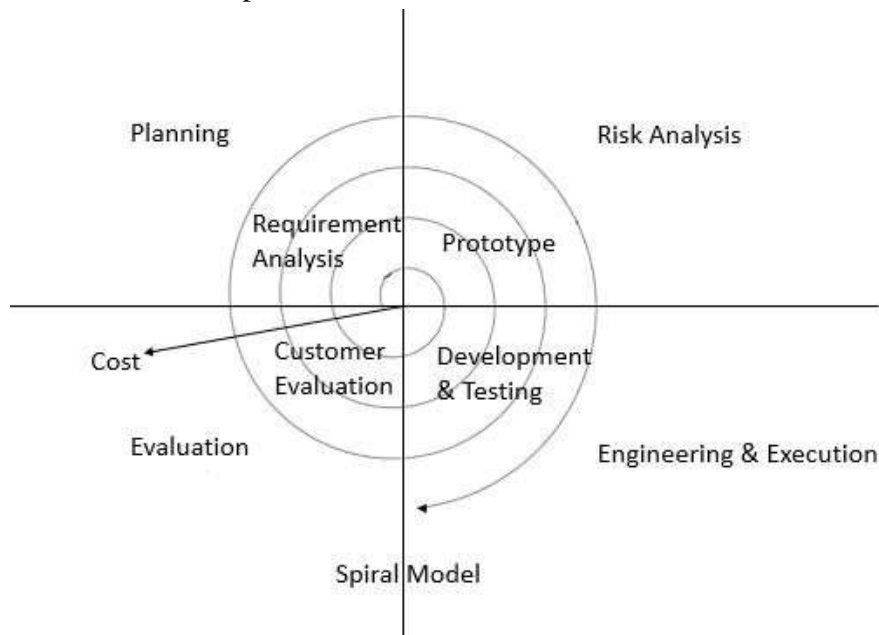 Planning
Risk Analysis
Requirement
Analysis
Prototype
Cost
Customer
Evaluation
Development
& Testing
Evaluation
Engineering & Execution
Spiral Model